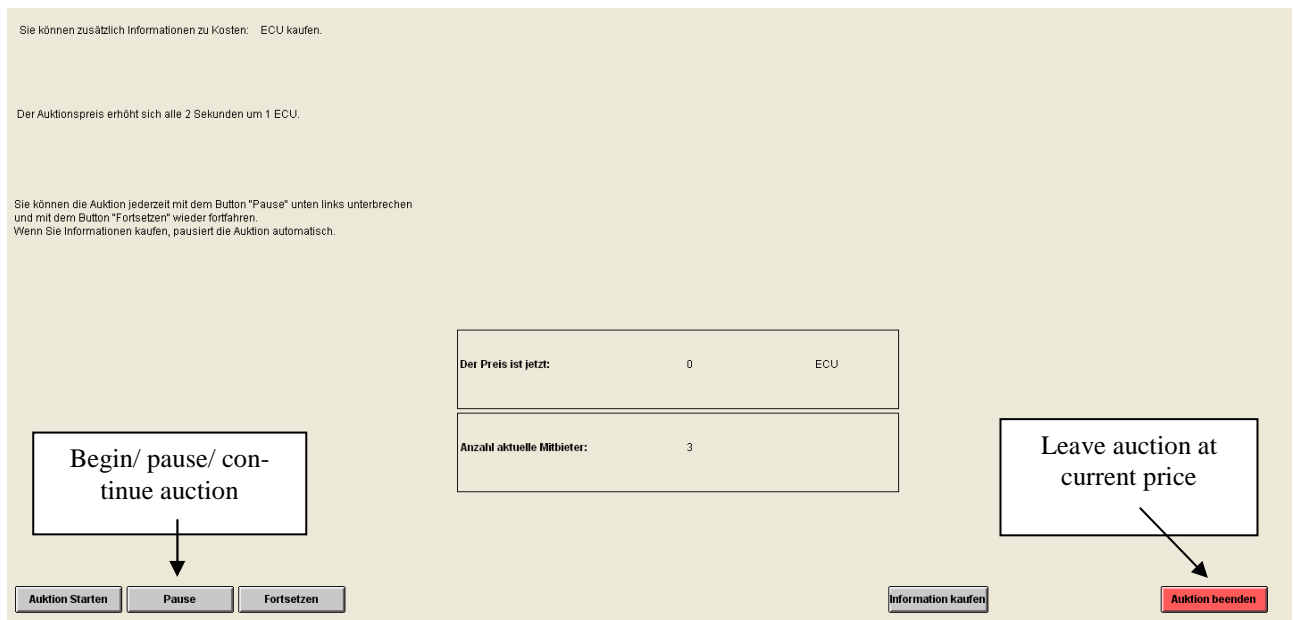 Sie können zusätzlich Informationen zu Kosten: ECU kaufen.
Der Auktionspreis erhöht sich alle 2 Sekunden um 1 ECU.
Sie können die Auktion jederzeit mit dem Button "Pause" unten links unterbrechen
und mit dem Button "Fortsetzen" wieder fortfahren.
Wenn Sie Informationen kaufen, pausiert die Auktion automatisch.
Der Preis ist jetzt: 0 ECU
Anzahl aktuelle Mitbieter: 3
Begin/ pause/ con-
tinue auction
Leave auction at
current price
Auktion Starten Pause Fortsetzen Information kaufen Auktion beenden